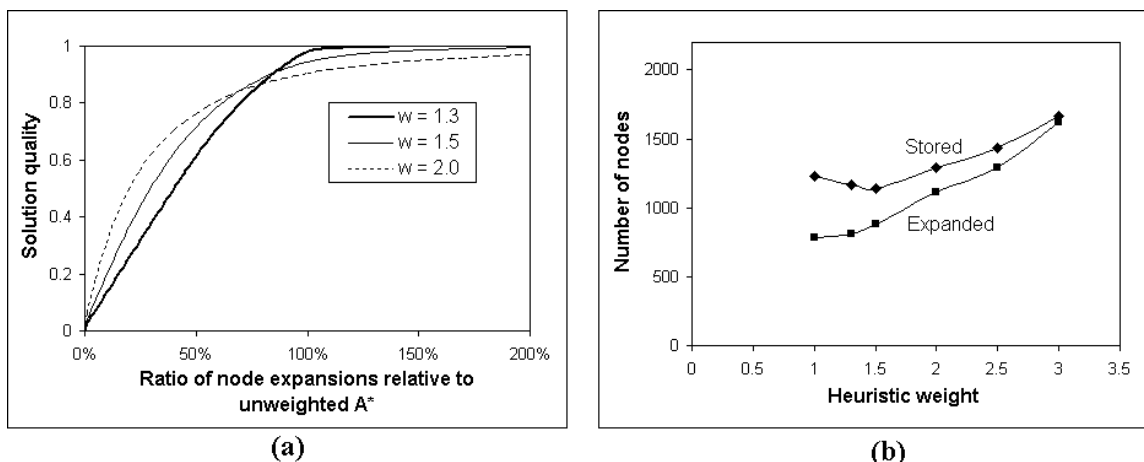 1
0.8
0.6
0.4
0.2
0
Solution quality
w = 1.3
w = 1.5
w = 2.0
0% 50% 100% 150% 200%
Ratio of node expansions relative to
unweighted A*
(a)
2000
1500
1000
500
0
Number of nodes
Stored
Expanded
0 0.5 1 1.5 2 2.5 3 3.5
Heuristic weight
(b)